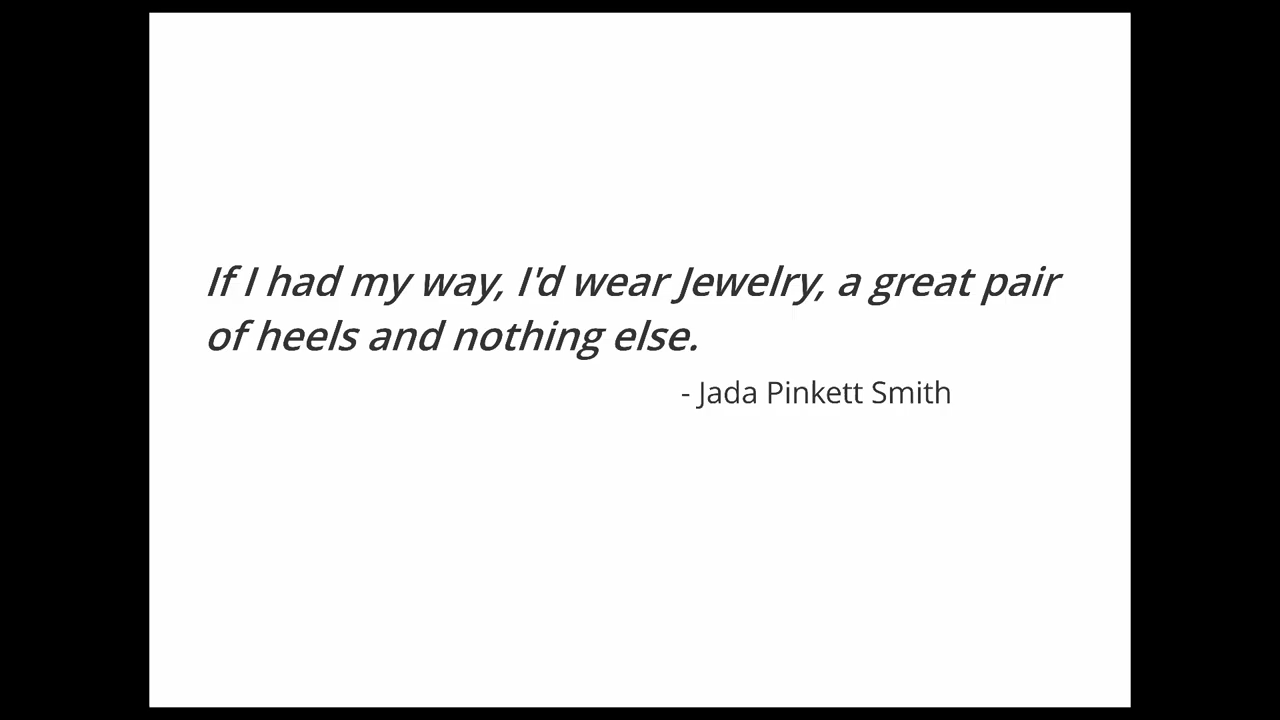 If I had my way, I'd wear Jewelry, a great pair
of heels and nothing else.
- Jada Pinkett Smith